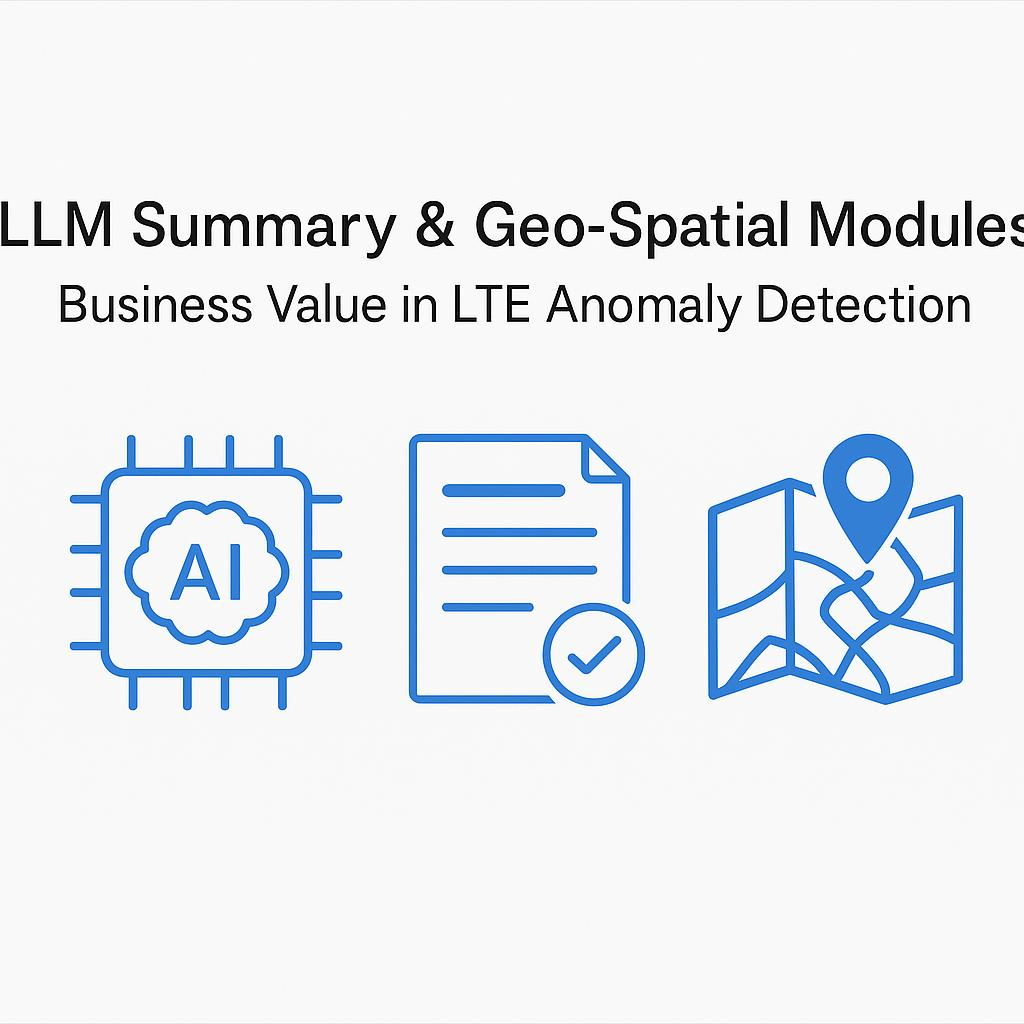 LLM Summary & Geo-Spatial Modules
Business Value in LTE Anomaly Detection
AI